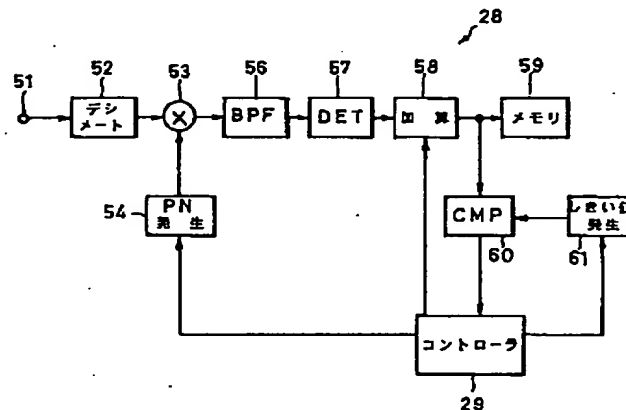 28
51
52
53
56
57
58
59
デシ
メート
×
BPF
DET
加算
メモリ
54
PN
発生
CMP
60
しきい値
発生
61
コントローラ
29